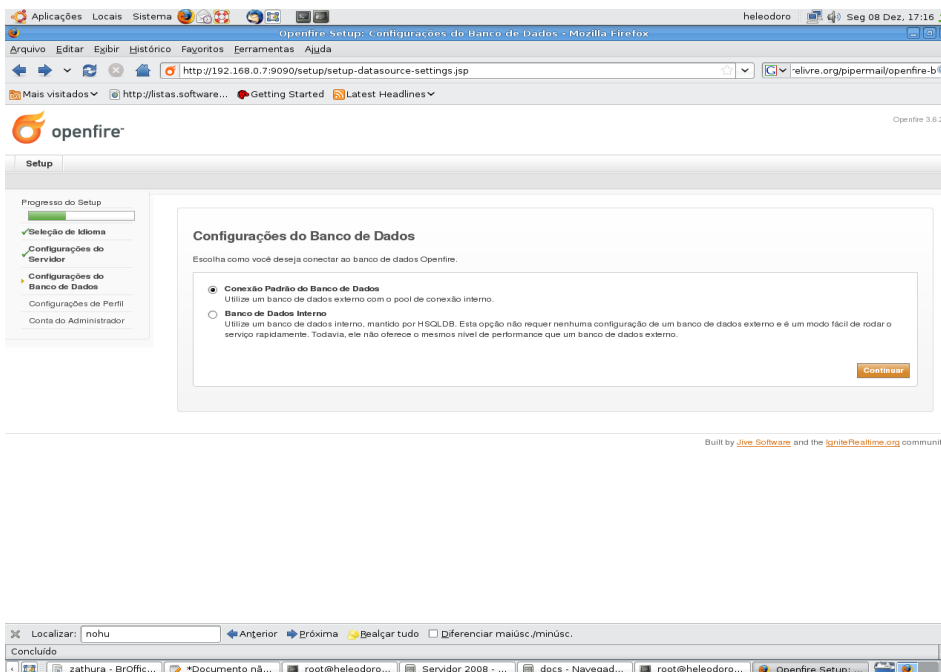 Aplicações Locais Sistema heleodoro Seg 08 Dez, 17:16
Openfire Setup: Configurações do Banco de Dados - Mozilla Firefox
Arquivo Editar Exibir Histórico Favoritos Ferramentas Ajuda
http://192.168.0.7:9090/setup/setup-datasource-settings.jsp relivre.org/pipermail/openfire-b
Mais visitados http://listas.software... Getting Started Latest Headlines
openfire Openfire 3.6.2
Setup
Progresso do Setup
Seleção de Idioma
Configurações do
Servidor
Configurações do
Banco de Dados
Configurações de Perfil
Conta do Administrador
Configurações do Banco de Dados
Escolha como você deseja conectar ao banco de dados Openfire.
Conexão Padrão do Banco de Dados
Utilize um banco de dados externo com o pool de conexão interno.
Banco de Dados Interno
Utilize um banco de dados interno, mantido por HSQLDB. Esta opção não requer nenhuma configuração de um banco de dados externo e é um modo fácil de rodar o
serviço rapidamente. Todavia, ele não oferece o mesmos nível de performance que um banco de dados externo.
Continuar
Built by Jive Software and the IgniteRealtime.org communit
Localizar: nohu Anterior Próxima Realçar tudo Diferenciar maiúsc./minúsc.
Concluído
zathura - BrOffic... *Documento nã... root@heleodoro... Servidor 2008 - ... docs - Navegad... root@heleodoro... Openfire Setup: ...